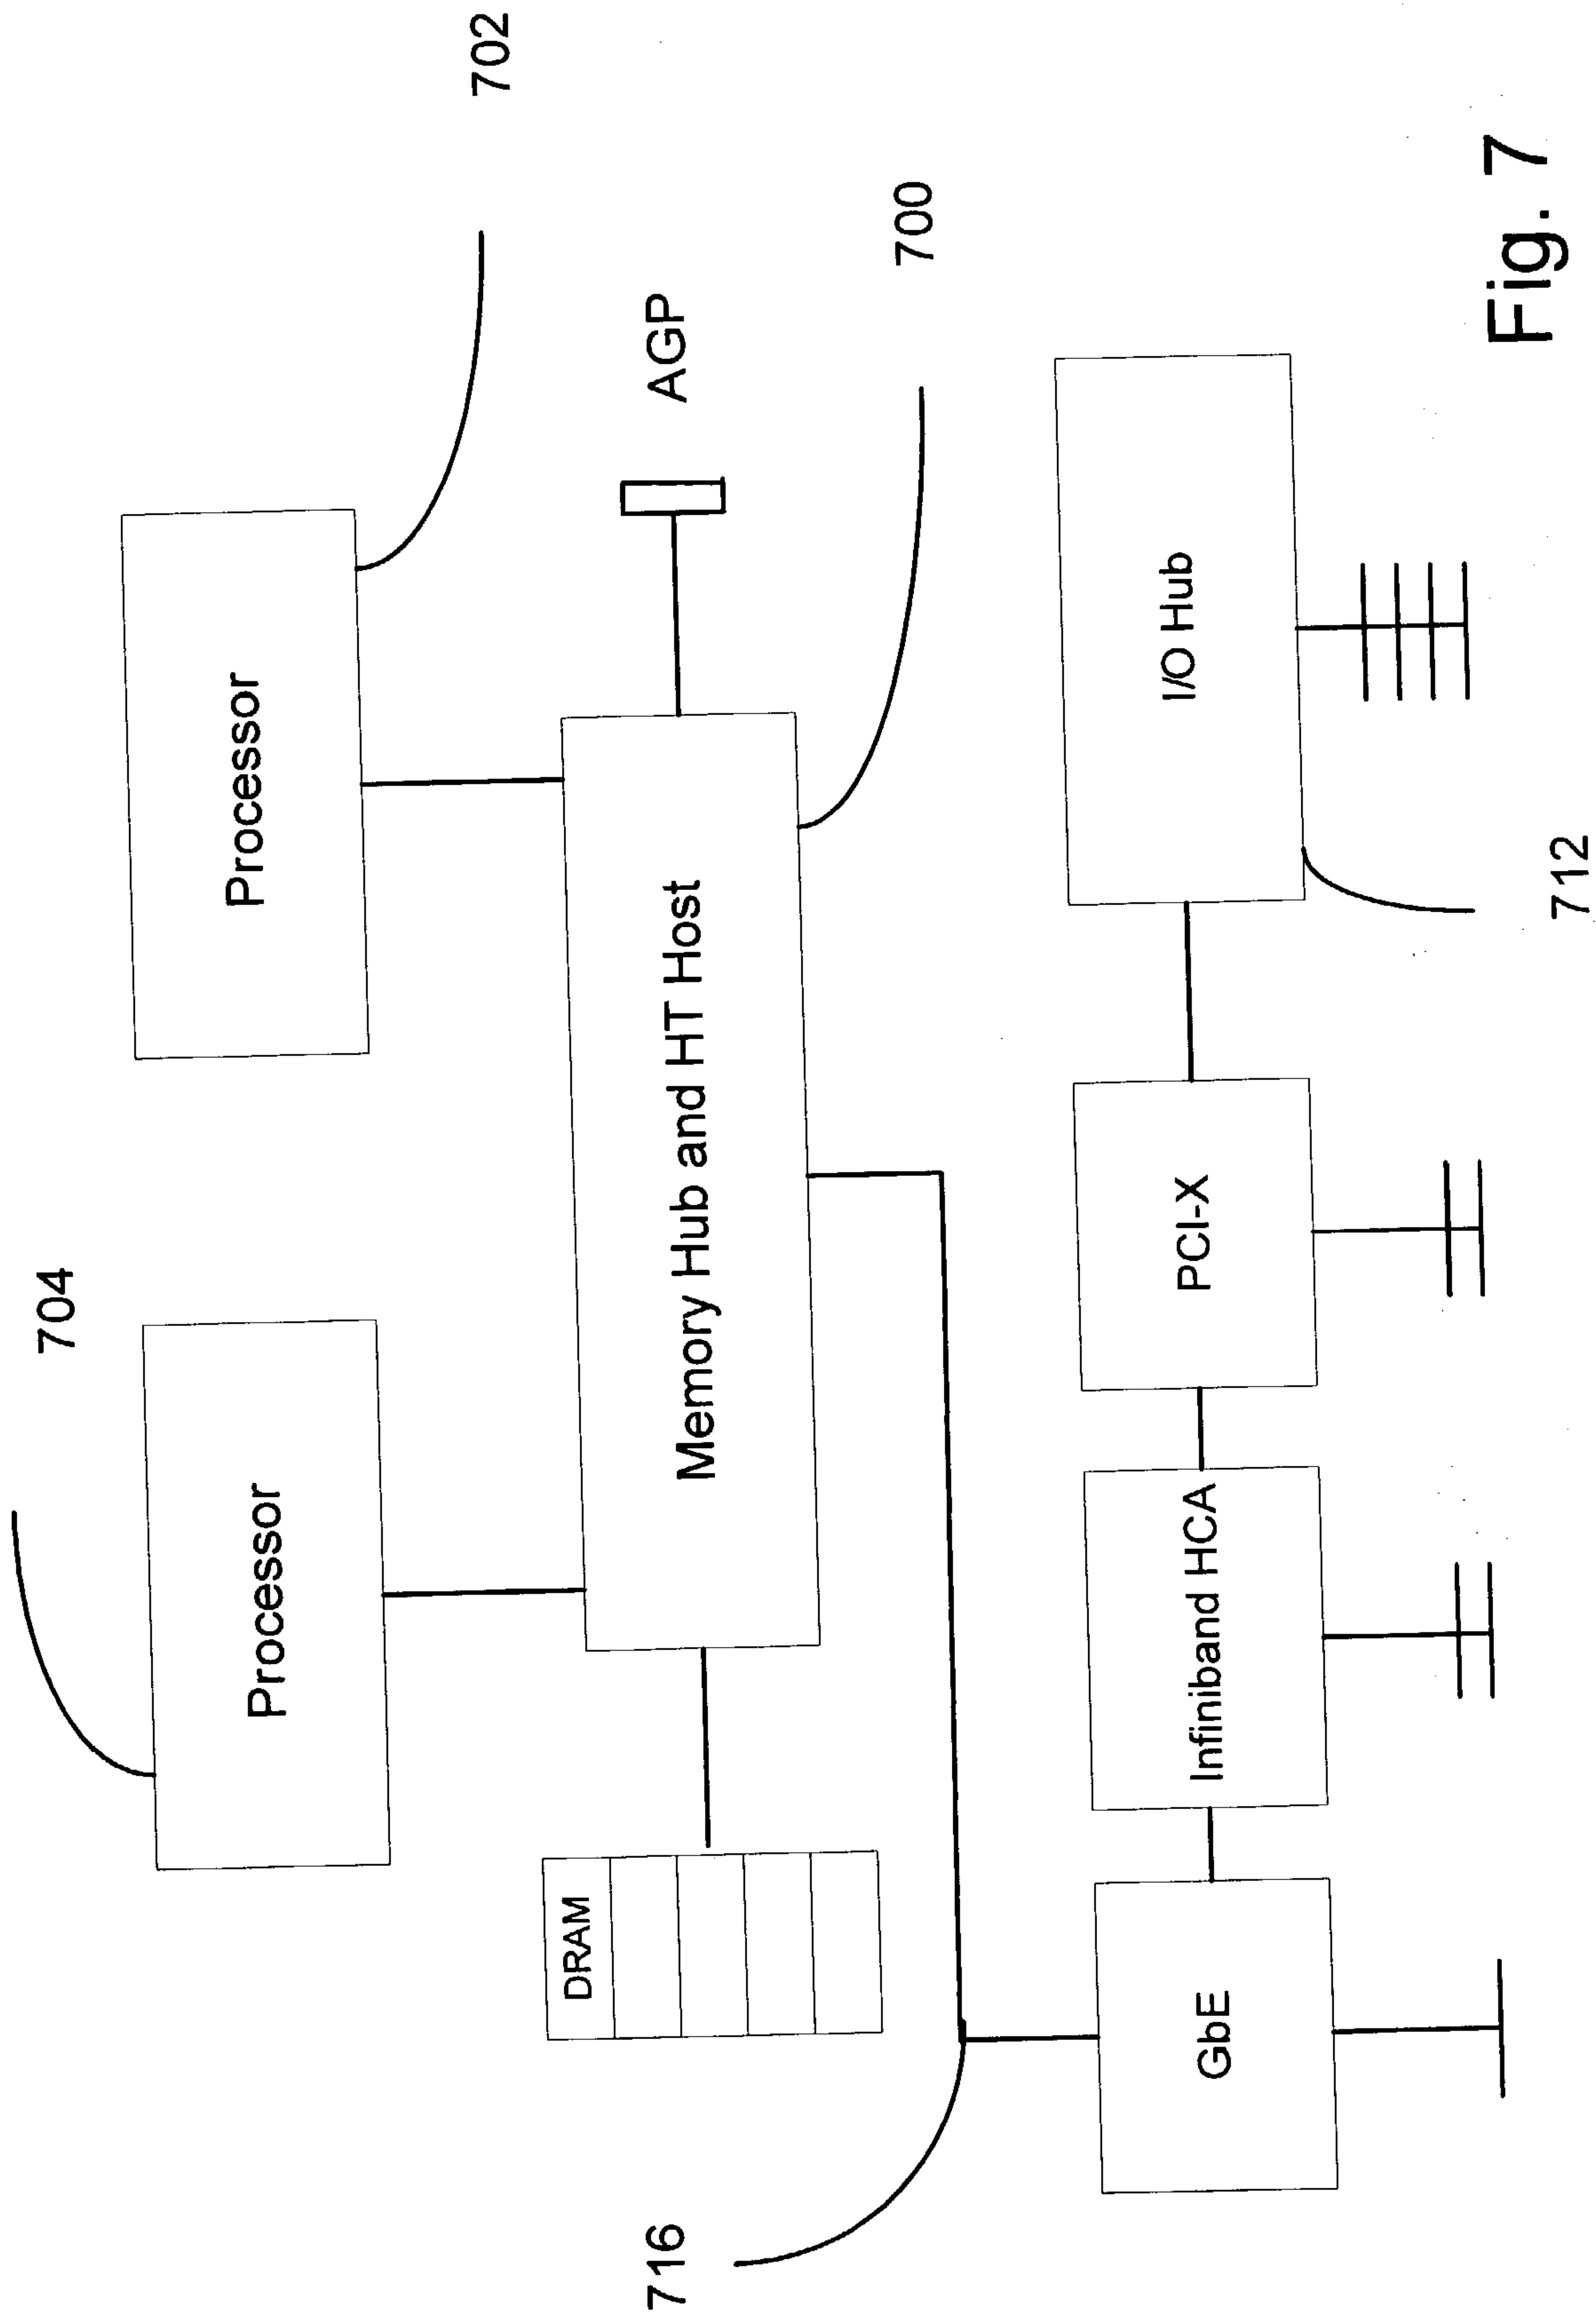 704
702
Processor
Processor
DRAM
Memory Hub and HT Host
AGP
716
700
GbE
Infiniband HCA
PCI-X
I/O Hub
712
Fig. 7